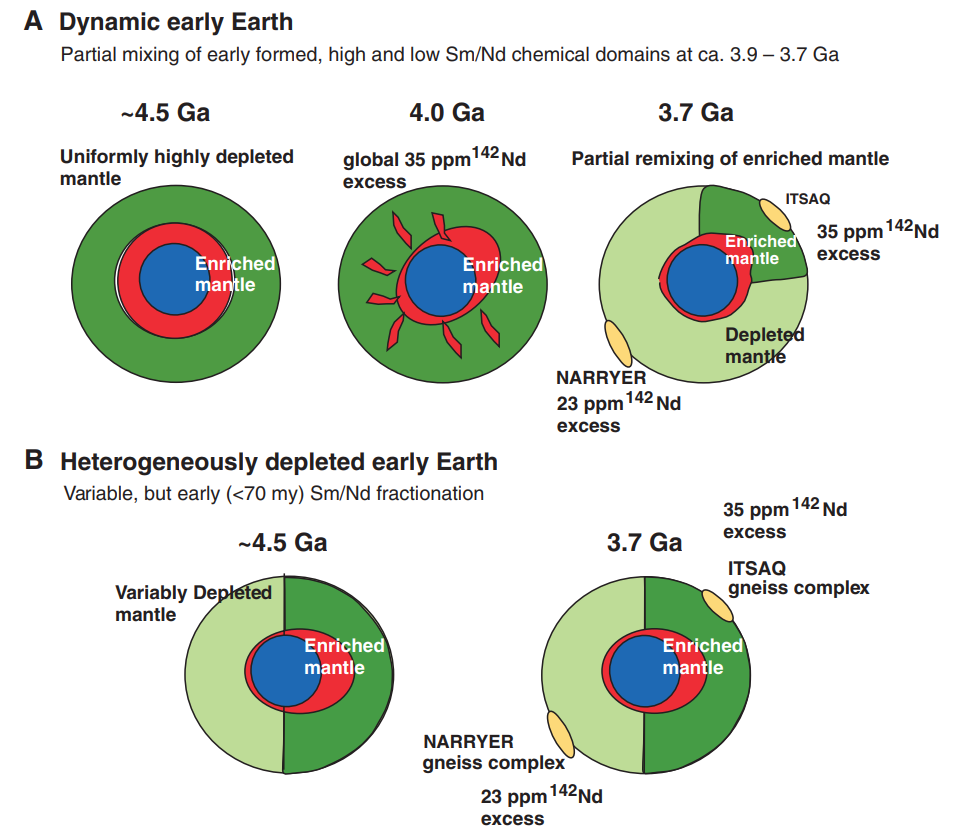 A Dynamic early Earth
Partial mixing of early formed, high and low Sm/Nd chemical domains at ca. 3.9 – 3.7 Ga
~4.5 Ga
Uniformly highly depleted
mantle
Enriched
mantle
4.0 Ga
global 35 ppm 142Nd
excess
Enriched
mantle
3.7 Ga
Partial remixing of enriched mantle
ITSAQ
35 ppm 142Nd
excess
Enriched
mantle
Depleted
mantle
NARRYER
23 ppm 142Nd
excess
B Heterogeneously depleted early Earth
Variable, but early (<70 my) Sm/Nd fractionation
~4.5 Ga
Variably Depleted
mantle
Enriched
mantle
3.7 Ga
35 ppm 142Nd
excess
ITSAQ
gneiss complex
Enriched
mantle
NARRYER
gneiss complex
23 ppm 142Nd
excess